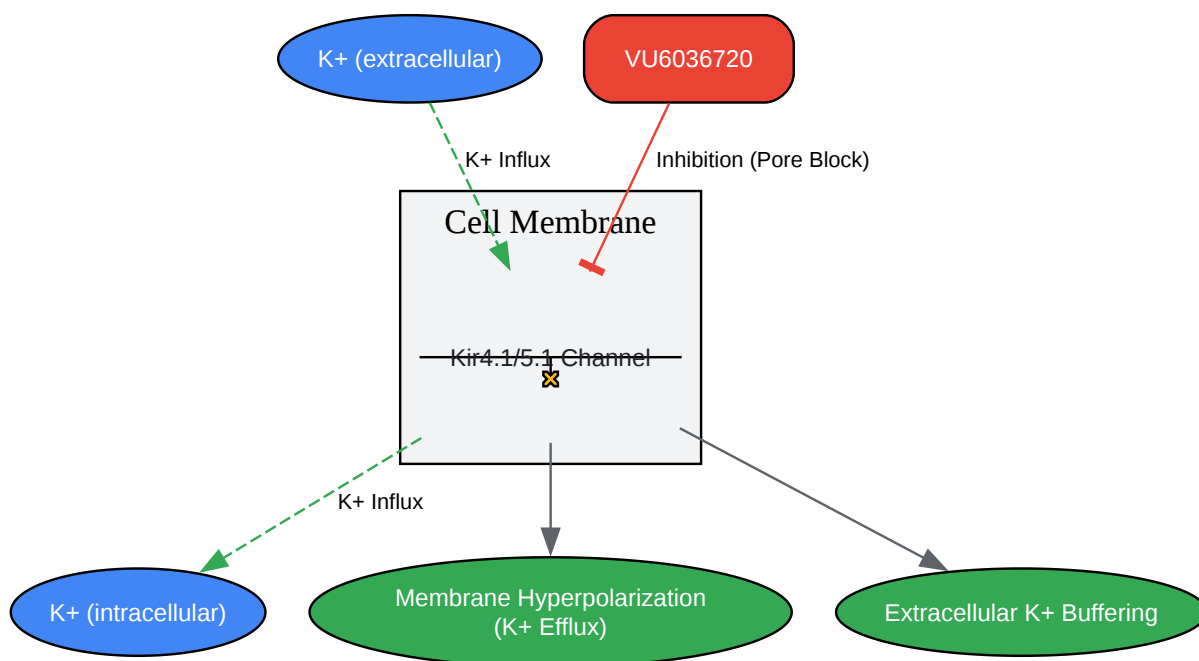 K+ (extracellular)
VU6036720
K+ Influx
Inhibition (Pore Block)
Cell Membrane
Kir4.1/5.1 Channel
K+ Influx
K+ (intracellular)
Membrane Hyperpolarization
(K+ Efflux)
Extracellular K+ Buffering